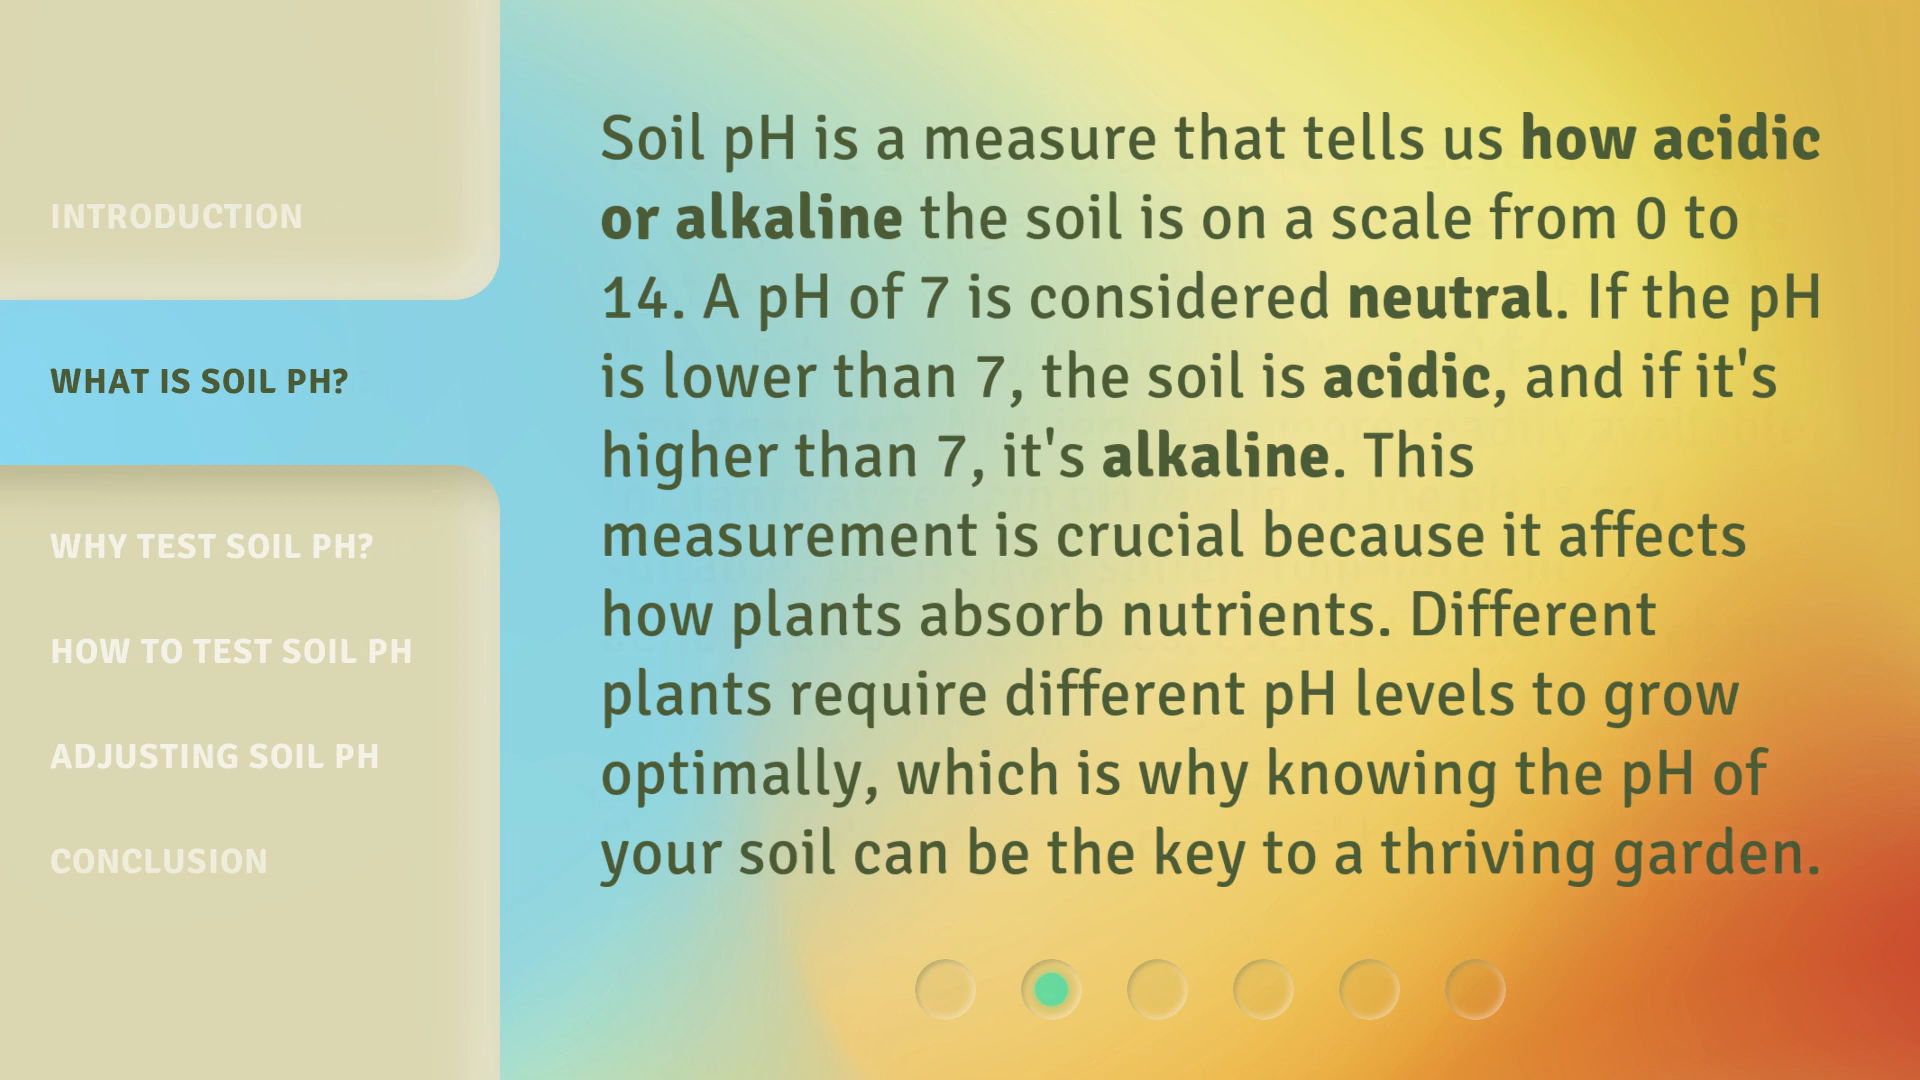 INTRODUCTION
WHAT IS SOIL PH?
WHY TEST SOIL PH?
HOW TO TEST SOIL PH
ADJUSTING SOIL PH
CONCLUSION
Soil pH is a measure that tells us how acidic
or alkaline the soil is on a scale from 0 to
14. A pH of 7 is considered neutral. If the pH
is lower than 7, the soil is acidic, and if it's
higher than 7, it's alkaline. This
measurement is crucial because it affects
how plants absorb nutrients. Different
plants require different pH levels to grow
optimally, which is why knowing the pH of
your soil can be the key to a thriving garden.